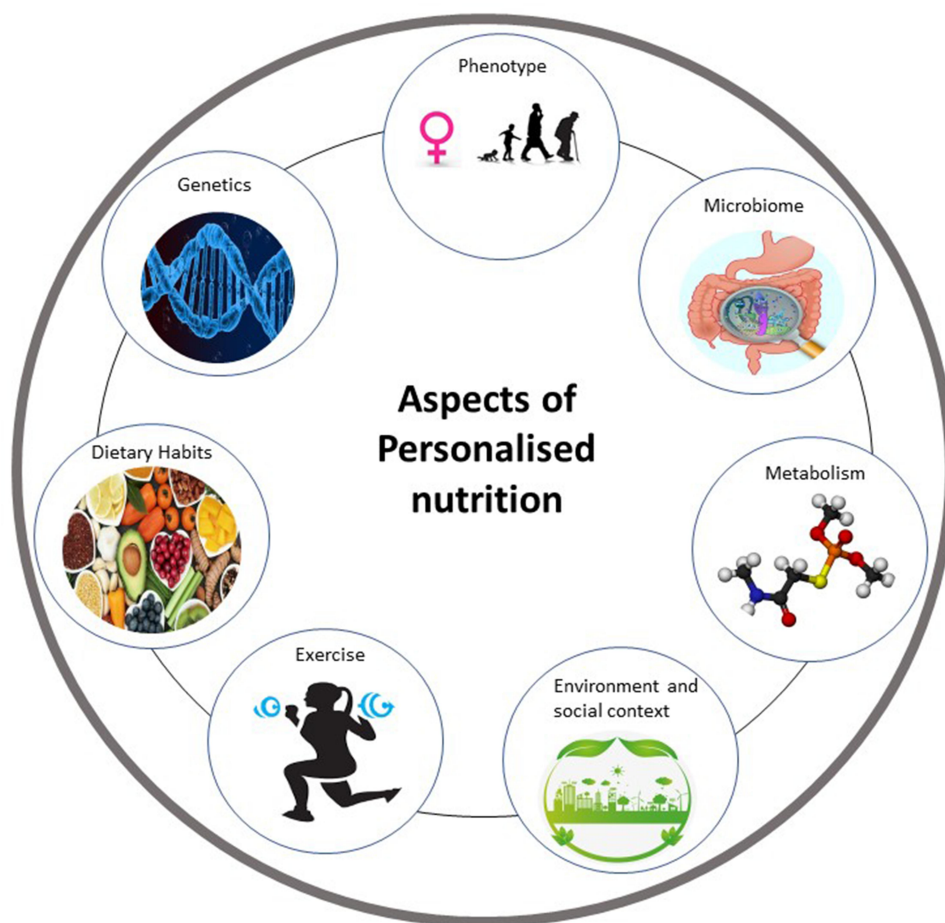 Phenotype
Genetics
Microbiome
Aspects of
Personalised
nutrition
Dietary Habits
Metabolism
Exercise
Environment and
social context